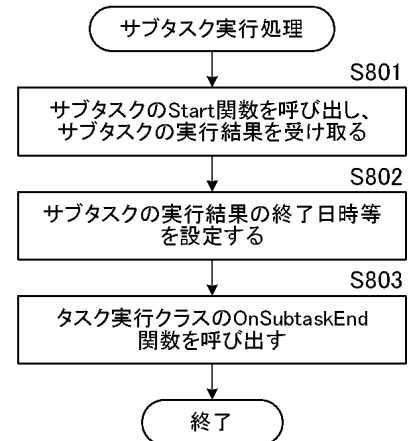 サブタスク実行処理
S801
サブタスクのStart関数を呼び出し、
サブタスクの実行結果を受け取る
S802
サブタスクの実行結果の終了日時等
を設定する
S803
タスク実行クラスのOnSubtaskEnd
関数を呼び出す
終了